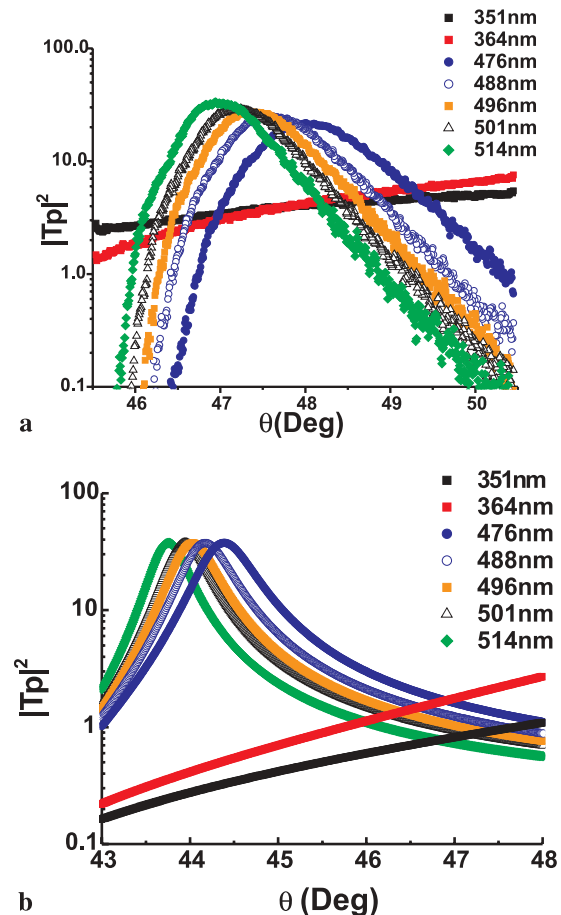 351nm
364nm
476nm
488nm
496nm
501nm
514nm
100.0
10.0
1.0
0.1
|Tp|²
46 47 48 49 50
θ(Deg)
a
351nm
364nm
476nm
488nm
496nm
501nm
514nm
100
10
1
0.1
|Tp|²
43 44 45 46 47 48
θ (Deg)
b